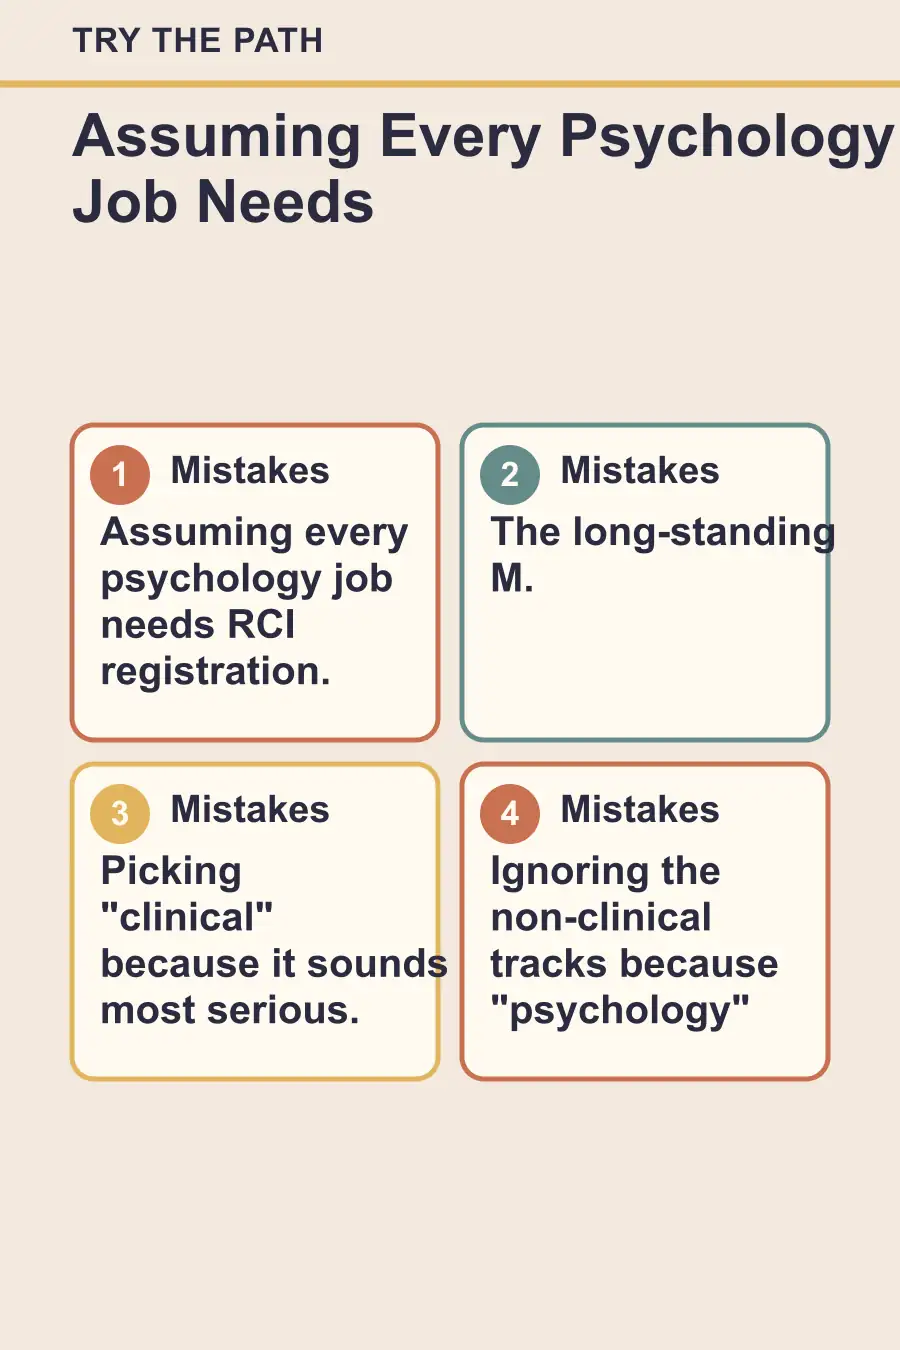 TRY THE PATH
Assuming Every Psychology
Job Needs
1 Mistakes
Assuming every
psychology job
needs RCI
registration.
2 Mistakes
The long-standing
M.
3 Mistakes
Picking
"clinical"
because it sounds
most serious.
4 Mistakes
Ignoring the
non-clinical
tracks because
"psychology"